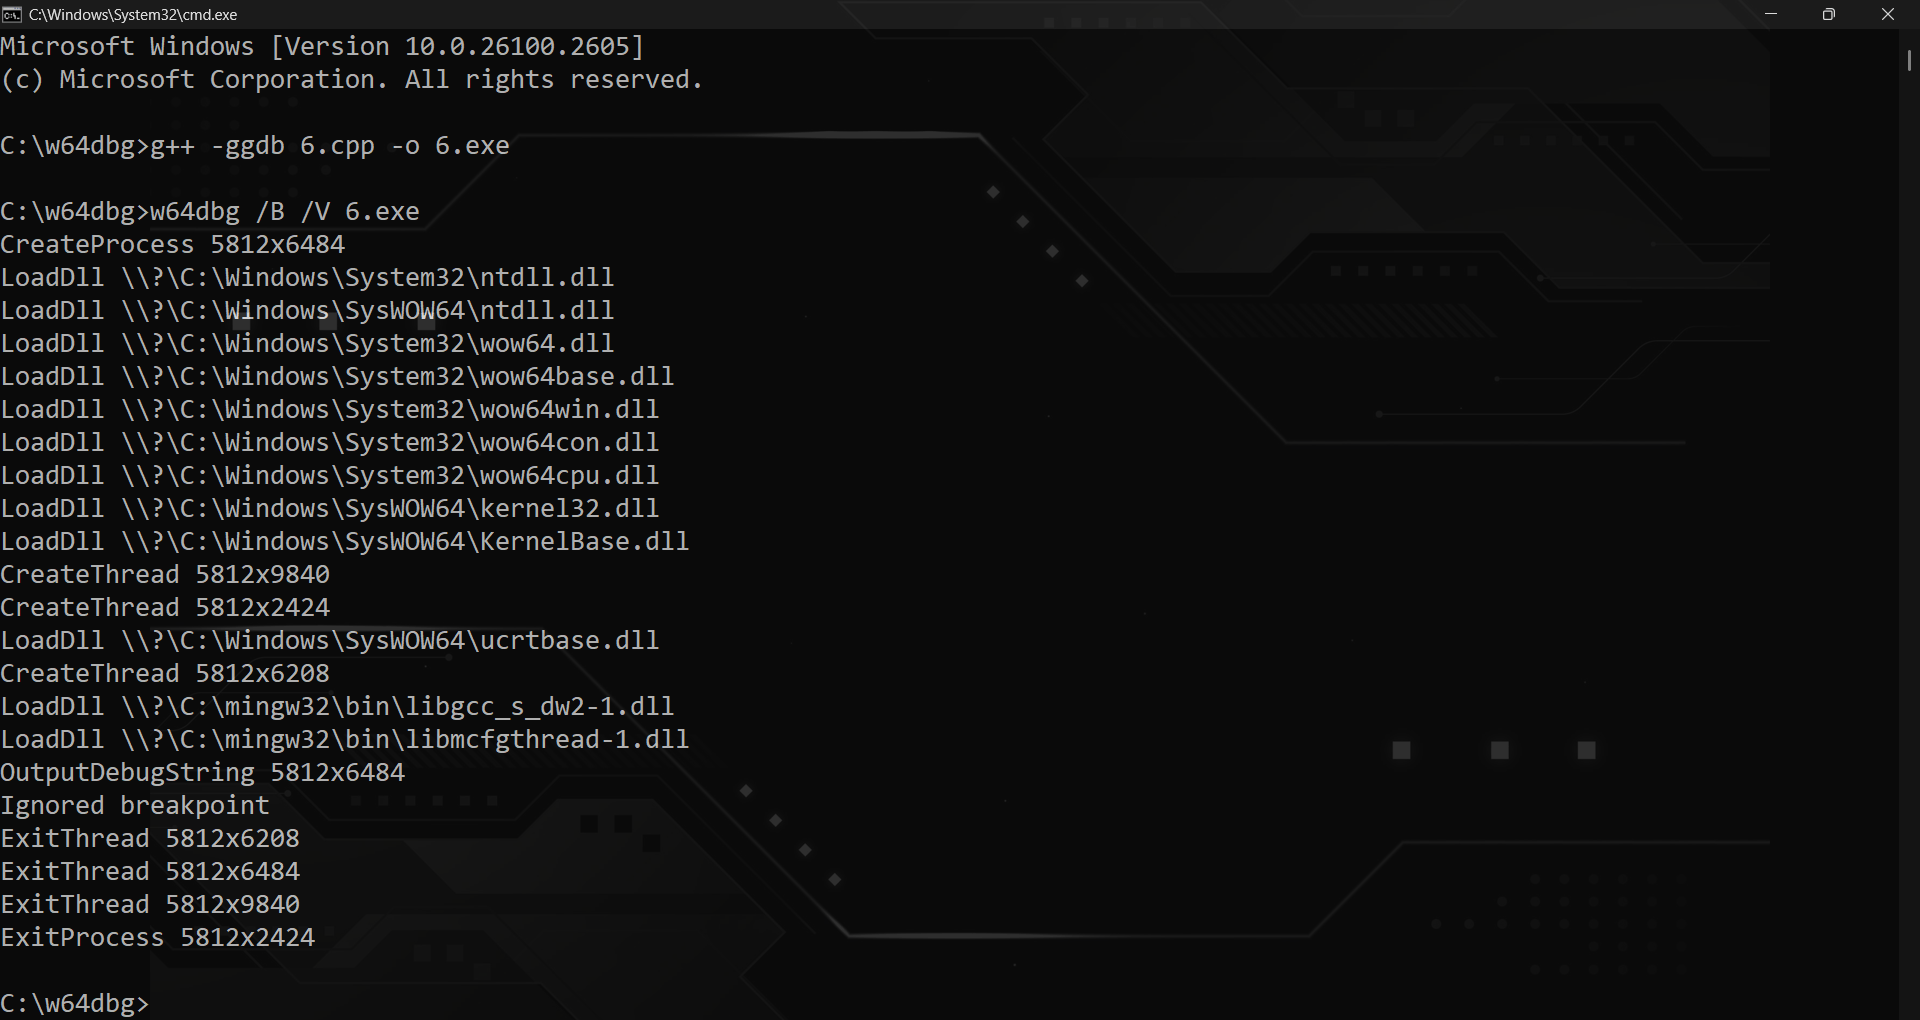 C:\Windows\System32\cmd.exe
Microsoft Windows [Version 10.0.26100.2605]
(c) Microsoft Corporation. All rights reserved.
C:\w64dbg>g++ -ggdb 6.cpp -o 6.exe
C:\w64dbg>w64dbg /B /V 6.exe
CreateProcess 5812x6484
LoadDll \\?\C:\Windows\System32\ntdll.dll
LoadDll \\?\C:\Windows\SysWOW64\ntdll.dll
LoadDll \\?\C:\Windows\System32\wow64.dll
LoadDll \\?\C:\Windows\System32\wow64base.dll
LoadDll \\?\C:\Windows\System32\wow64win.dll
LoadDll \\?\C:\Windows\System32\wow64con.dll
LoadDll \\?\C:\Windows\System32\wow64cpu.dll
LoadDll \\?\C:\Windows\SysWOW64\kernel32.dll
LoadDll \\?\C:\Windows\SysWOW64\KernelBase.dll
CreateThread 5812x9840
CreateThread 5812x2424
LoadDll \\?\C:\Windows\SysWOW64\ucrtbase.dll
CreateThread 5812x6208
LoadDll \\?\C:\mingw32\bin\libgcc_s_dw2-1.dll
LoadDll \\?\C:\mingw32\bin\libmcfgthread-1.dll
OutputDebugString 5812x6484
Ignored breakpoint
ExitThread 5812x6208
ExitThread 5812x6484
ExitThread 5812x9840
ExitProcess 5812x2424
C:\w64dbg>